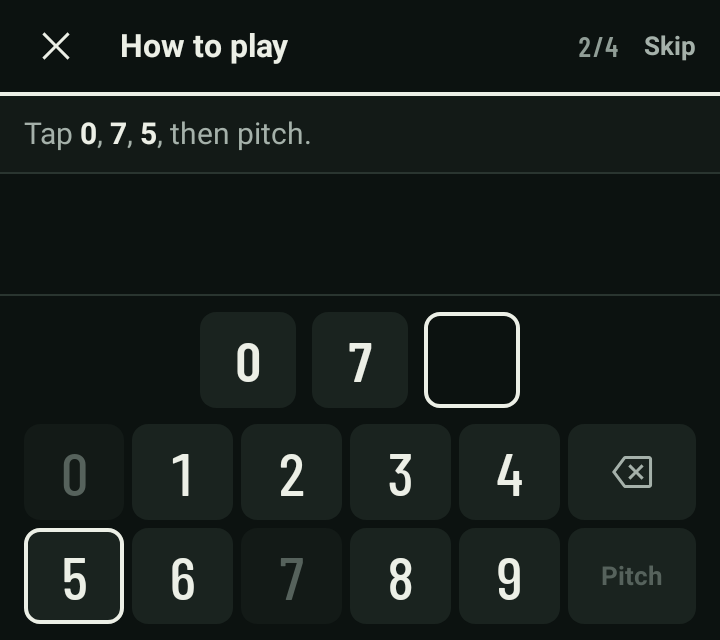 How to play 2/4 Skip
Tap 0, 7, 5, then pitch.
0 7
0 1 2 3 4
5 6 7 8 9 Pitch